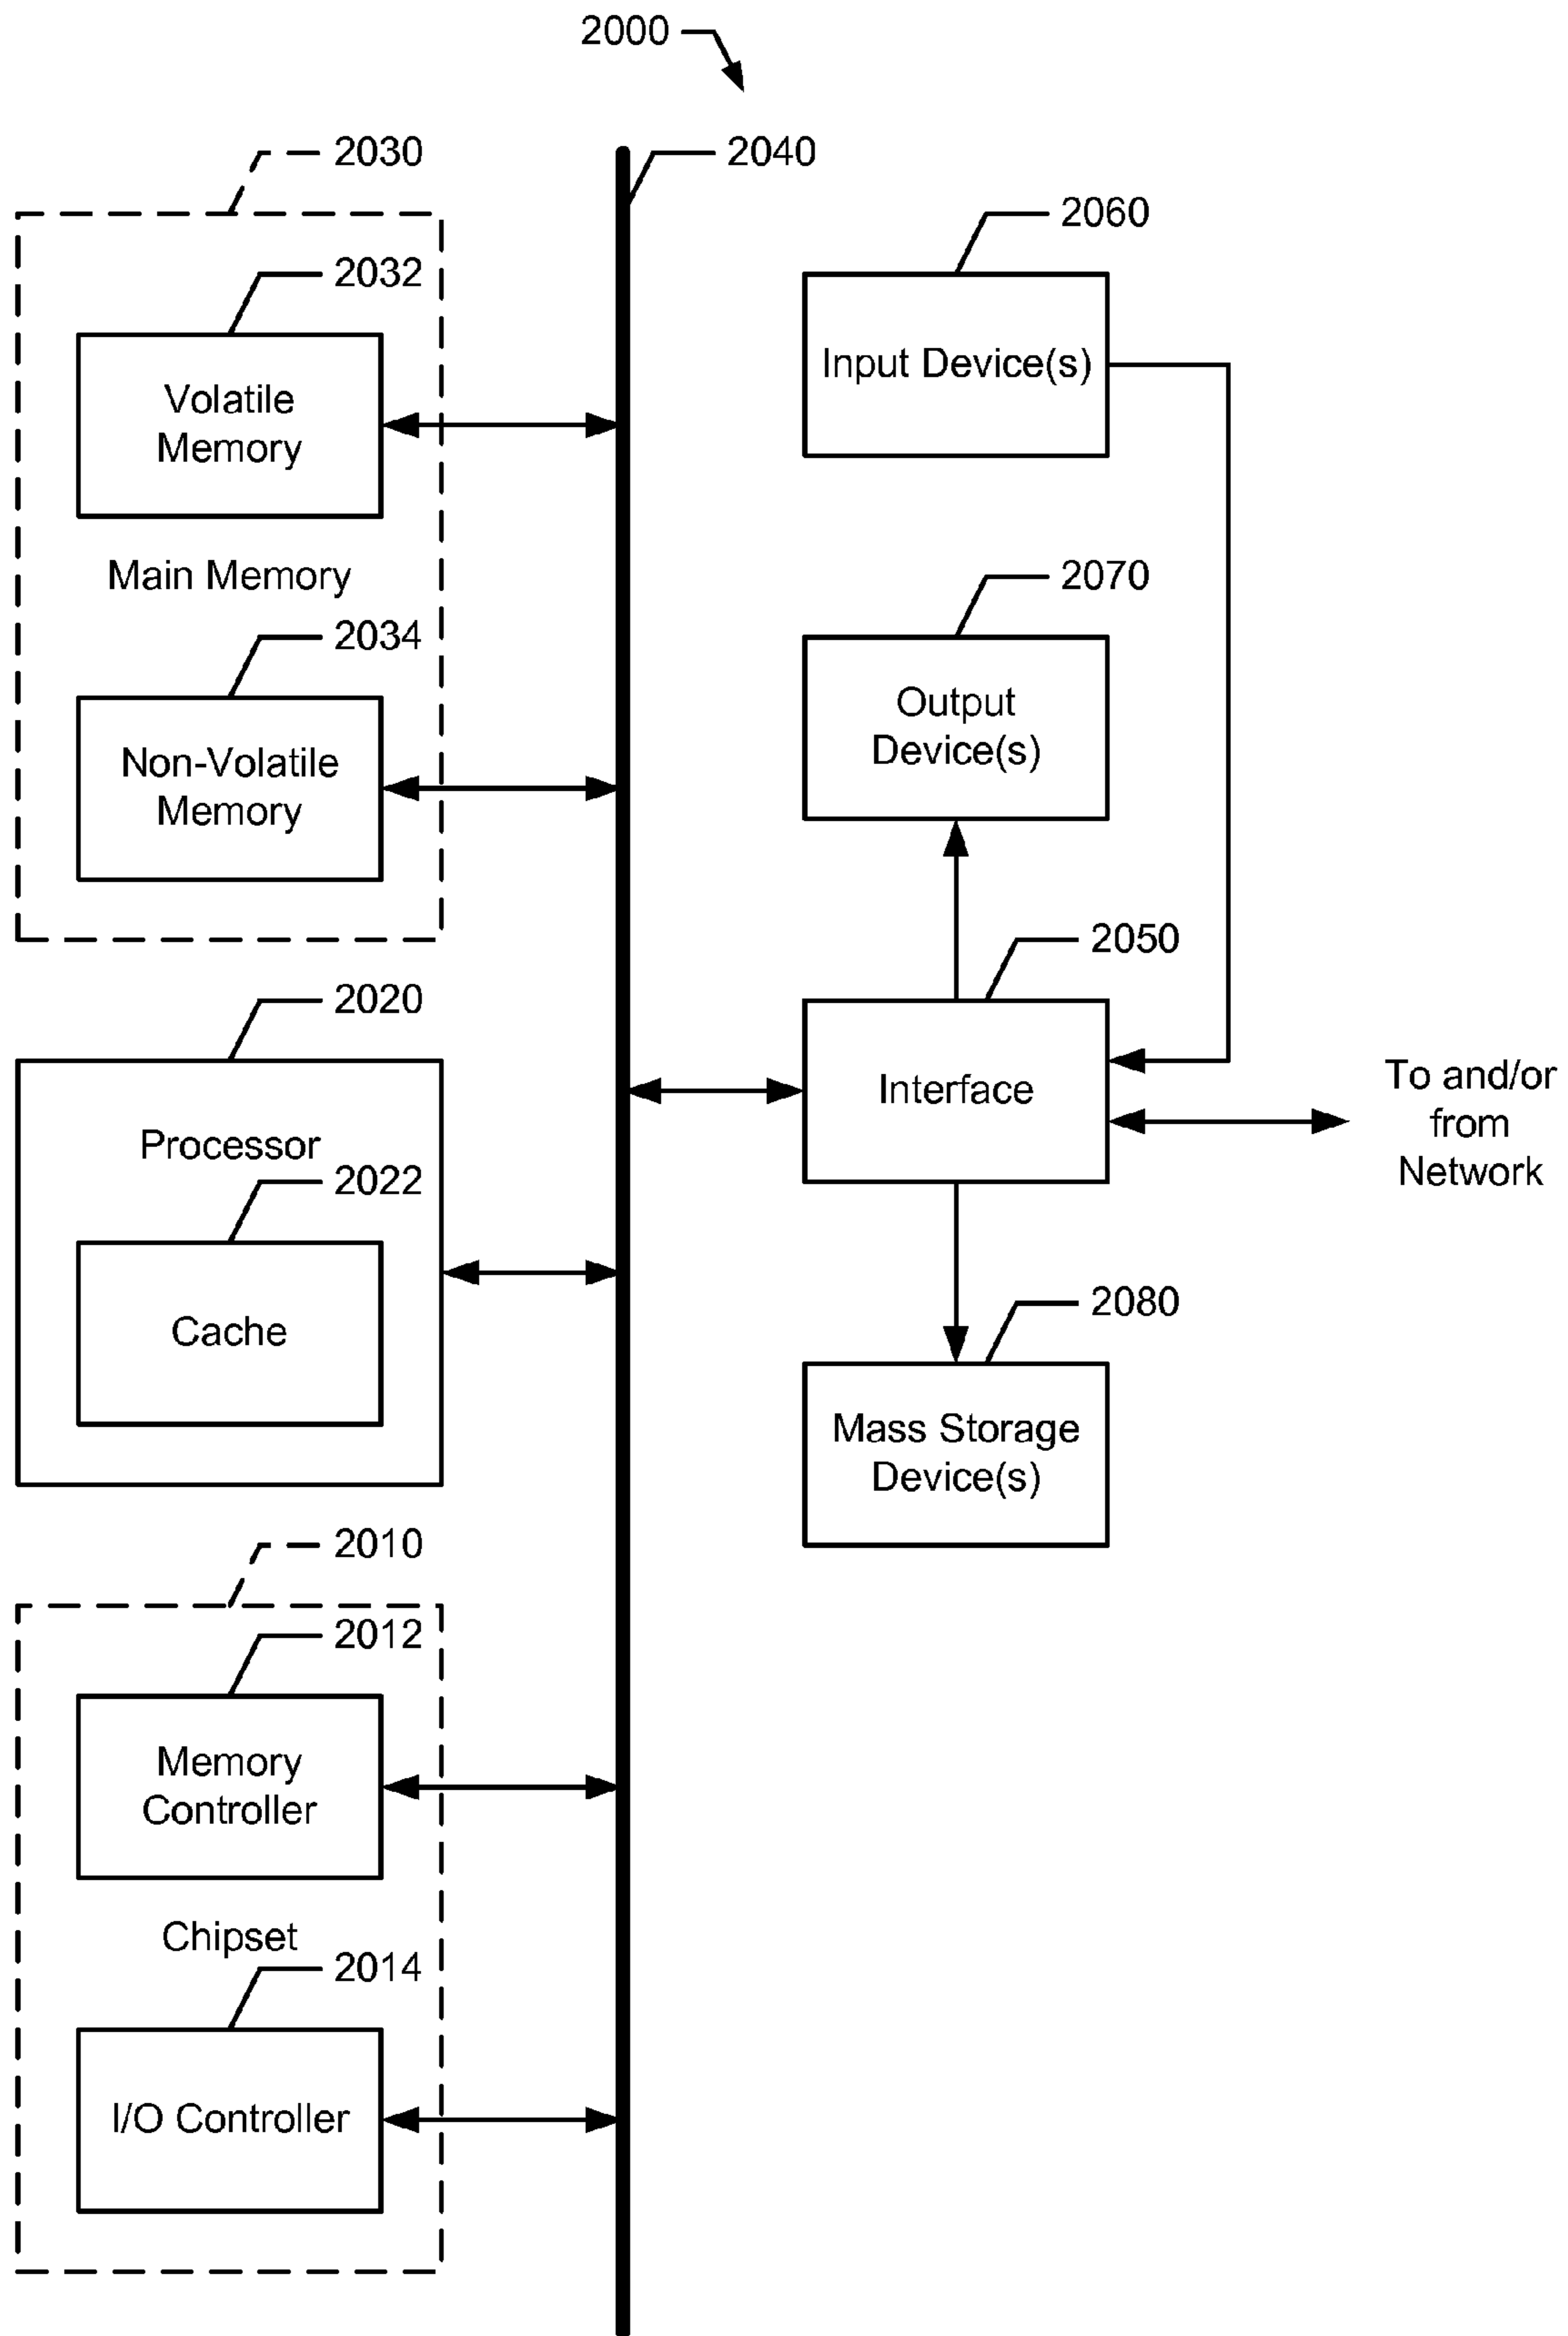 2000
2030
2040
2060
2032
Input Device(s)
Volatile
Memory
Main Memory
2070
2034
Output
Device(s)
Non-Volatile
Memory
2050
2020
Interface
To and/or
from
Network
Processor
2022
Cache
2080
Mass Storage
Device(s)
2010
2012
Memory
Controller
Chipset
2014
I/O Controller